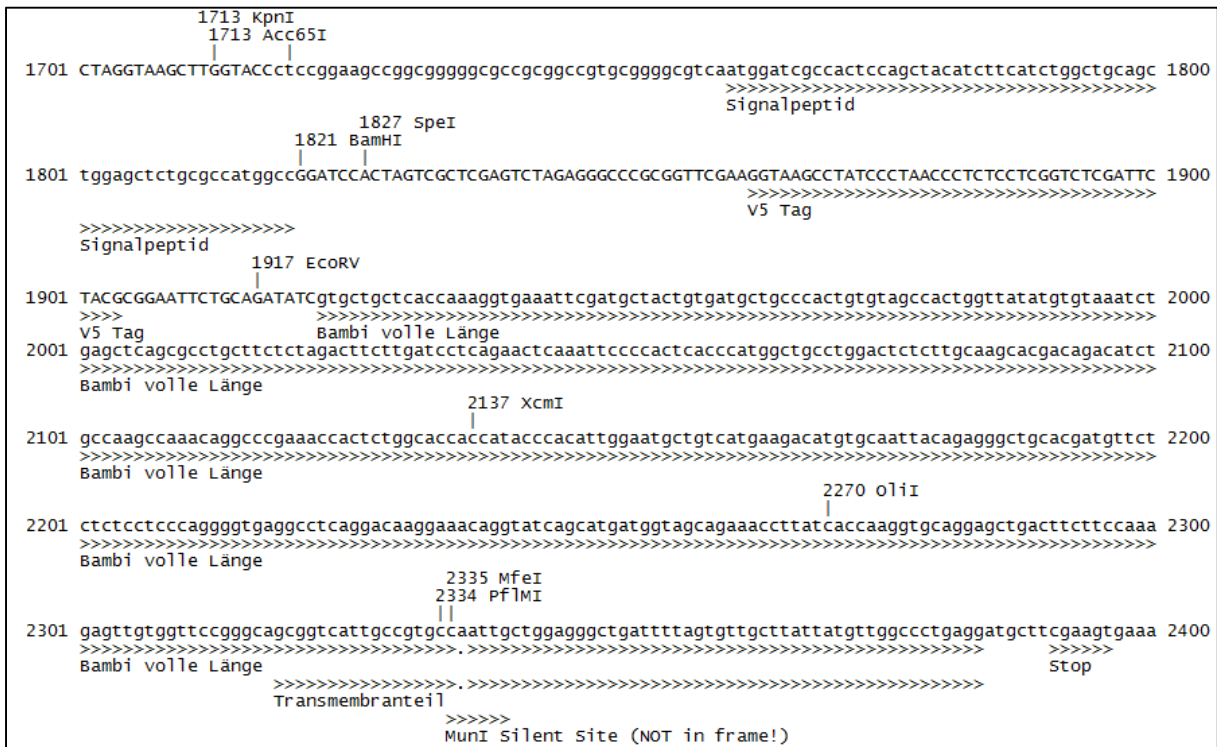 1713 KpnI
1713 Acc65I
| |
1701 CTAGGTAAGCTTGGTACCctccggaagccggcgggggcgccgcggccgtgcggggcgtcaatggatcgccactccagctacatcttcatctggctgcagc 1800
>>>>>>>>>>>>>>>>>>>>>>>>>>>>>>>>>>>>>>>>
Signalpeptid
1827 SpeI
1821 BamHI
| |
1801 tggagctctgcgccatggccGGATCCACTAGTCGCTCGAGTCTAGAGGGCCCGCGGTTCGAAGGTAAGCCTATCCCTAACCCTCTCCTCGGTCTCGATTC 1900
>>>>>>>>>>>>>>>>>>>>>>>>>>>>>>>>>>>>>>
V5 Tag
>>>>>>>>>>>>>>>>>>>>
Signalpeptid
1917 EcoRV
|
1901 TACGCGGAATTCTGCAGATATCgtgctgctcaccaaaggtgaaattcgatgctactgtgatgctgcccactgtgtagccactggttatatgtgtaaatct 2000
>>>> >>>>>>>>>>>>>>>>>>>>>>>>>>>>>>>>>>>>>>>>>>>>>>>>>>>>>>>>>>>>>>>>>>>>>>>>>>>>>>
V5 Tag Bambi volle Länge
2001 gagctcagcgcctgcttctctagacttcttgatcctcagaactcaaattccccactcacccatggctgcctggactctcttgcaagcacgacagacatct 2100
>>>>>>>>>>>>>>>>>>>>>>>>>>>>>>>>>>>>>>>>>>>>>>>>>>>>>>>>>>>>>>>>>>>>>>>>>>>>>>>>>>>>>>>>>>>>>>>>>>>>
Bambi volle Länge
2137 XcmI
|
2101 gccaagccaaacaggcccgaaaccactctggcaccaccatacccacattggaatgctgtcatgaagacatgtgcaattacagagggctgcacgatgttct 2200
>>>>>>>>>>>>>>>>>>>>>>>>>>>>>>>>>>>>>>>>>>>>>>>>>>>>>>>>>>>>>>>>>>>>>>>>>>>>>>>>>>>>>>>>>>>>>>>>>>>>
Bambi volle Länge
2270 OliI
|
2201 ctctcctcccaggggtgaggcctcaggacaaggaaacaggtatcagcatgatggtagcagaaaccttatcaccaaggtgcaggagctgacttcttccaaa 2300
>>>>>>>>>>>>>>>>>>>>>>>>>>>>>>>>>>>>>>>>>>>>>>>>>>>>>>>>>>>>>>>>>>>>>>>>>>>>>>>>>>>>>>>>>>>>>>>>>>>>
Bambi volle Länge
2335 MfeI
2334 PflMI
||
2301 gagttgtggttccgggcagcggtcattgccgtgccaattgctggagggctgattttagtgttgcttattatgttggccctgaggatgcttcgaagtgaaa 2400
>>>>>>>>>>>>>>>>>>>>>>>>>>>>>>>>>>>.>>>>>>>>>>>>>>>>>>>>>>>>>>>>>>>>>>>>>>>>>>>>>>>> >>>>>>
Bambi volle Länge Stop
>>>>>>>>>>>>>>>>>.>>>>>>>>>>>>>>>>>>>>>>>>>>>>>>>>>>>>>>>>>>>>>>>>
Transmembranteil
>>>>>>
MunI Silent Site (NOT in frame!)